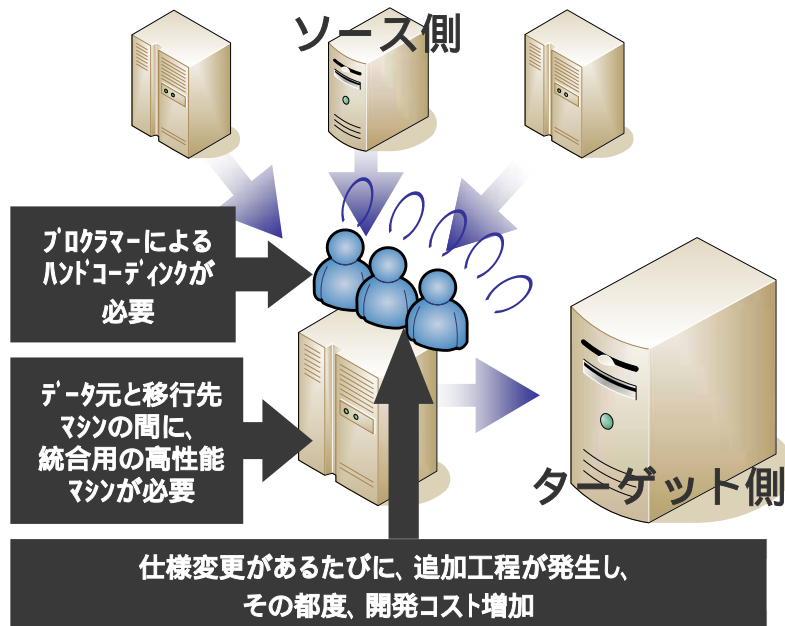 ソース側
プログラマーによる
ハンドコーディングが
必要
データ元と移行先
マシンの間に、
統合用の高性能
マシンが必要
ターゲット側
仕様変更があるたびに、追加工程が発生し、
その都度、開発コスト増加